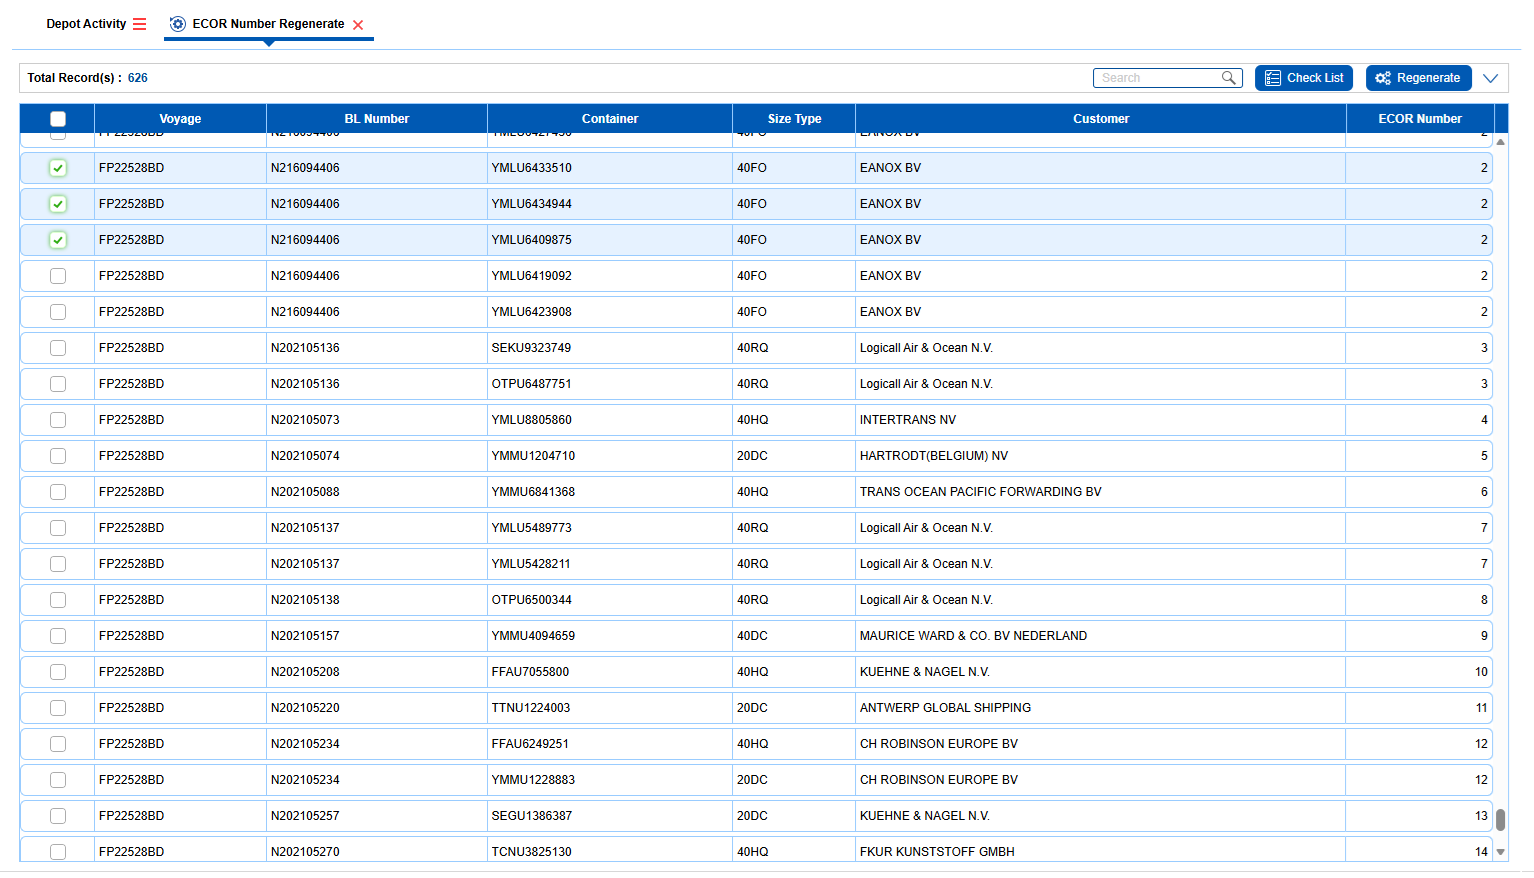 Depot Activity ECOR Number Regenerate
Total Record(s) : 626 Search Check List Regenerate
Voyage BL Number Container Size Type Customer ECOR Number
FP22528BD N216094406 YMLU6433510 40FO EANOX BV 2
FP22528BD N216094406 YMLU6434944 40FO EANOX BV 2
FP22528BD N216094406 YMLU6409875 40FO EANOX BV 2
FP22528BD N216094406 YMLU6419092 40FO EANOX BV 2
FP22528BD N216094406 YMLU6423908 40FO EANOX BV 2
FP22528BD N202105136 SEKU9323749 40RQ Logicall Air & Ocean N.V. 3
FP22528BD N202105136 OTPU6487751 40RQ Logicall Air & Ocean N.V. 3
FP22528BD N202105073 YMLU8805860 40HQ INTERTRANS NV 4
FP22528BD N202105074 YMMU1204710 20DC HARTRODT(BELGIUM) NV 5
FP22528BD N202105088 YMMU6841368 40HQ TRANS OCEAN PACIFIC FORWARDING BV 6
FP22528BD N202105137 YMLU5489773 40RQ Logicall Air & Ocean N.V. 7
FP22528BD N202105137 YMLU5428211 40RQ Logicall Air & Ocean N.V. 7
FP22528BD N202105138 OTPU6500344 40RQ Logicall Air & Ocean N.V. 8
FP22528BD N202105157 YMMU4094659 40DC MAURICE WARD & CO. BV NEDERLAND 9
FP22528BD N202105208 FFAU7055800 40HQ KUEHNE & NAGEL N.V. 10
FP22528BD N202105220 TTNU1224003 20DC ANTWERP GLOBAL SHIPPING 11
FP22528BD N202105234 FFAU6249251 40HQ CH ROBINSON EUROPE BV 12
FP22528BD N202105234 YMMU1228883 20DC CH ROBINSON EUROPE BV 12
FP22528BD N202105257 SEGU1386387 20DC KUEHNE & NAGEL N.V. 13
FP22528BD N202105270 TCNU3825130 40HQ FKUR KUNSTSTOFF GMBH 14